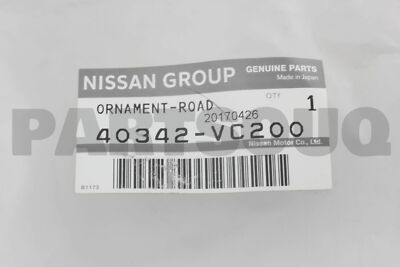 NISSAN GROUP
GENUINE PARTS
Made in Japan
ORNAMENT-ROAD
QTY
1
20170426
40342-VC200
Nissan Motor Co., Ltd.
B1173
PARTSOUQ